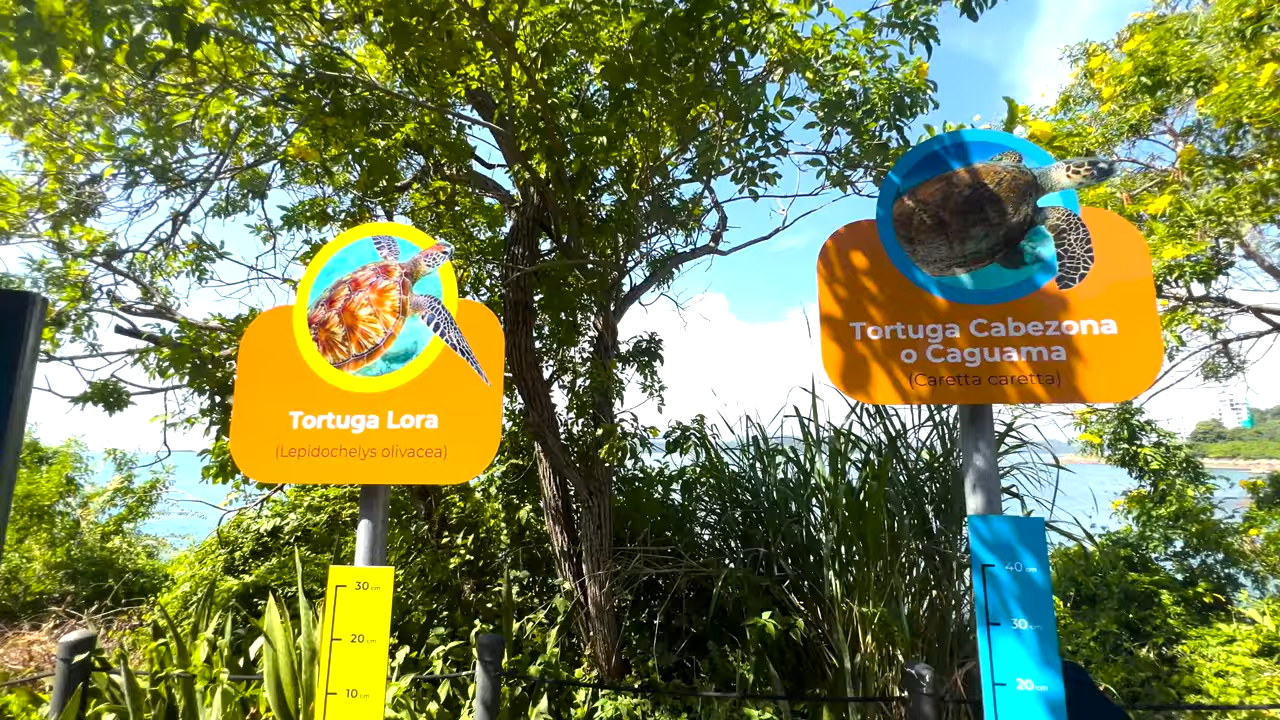 Tortuga Lora
(Lepidochelys olivacea)
30 cm
20 cm
10 cm
Tortuga Cabezona
o Caguama
(Caretta caretta)
40 cm
30 cm
20 cm